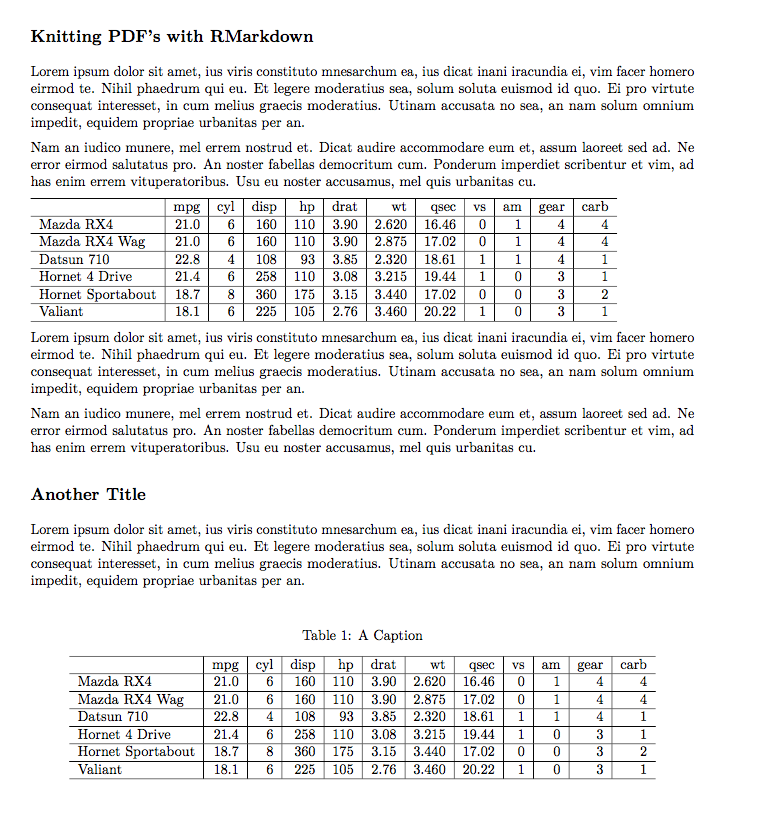 Knitting PDF's with RMarkdown
Lorem ipsum dolor sit amet, ius viris constituto mnesarchum ea, ius dicat inani iracundia ei, vim facer homero
eirmod te. Nihil phaedrum qui eu. Et legere moderatius sea, solum soluta euismod id quo. Ei pro virtute
consequat interesset, in cum melius graecis moderatius. Utinam accusata no sea, an nam solum omnium
impedit, equidem propriae urbanitas per an.
Nam an iudico munere, mel errem nostrud et. Dicat audire accommodare eum et, assum laoreet sed ad. Ne
error eirmod salutatus pro. An noster fabellas democritum cum. Ponderum imperdiet scribentur et vim, ad
has enim errem vituperatoribus. Usu eu noster accusamus, mel quis urbanitas cu.
mpg cyl disp hp drat wt qsec vs am gear carb
Mazda RX4 21.0 6 160 110 3.90 2.620 16.46 0 1 4 4
Mazda RX4 Wag 21.0 6 160 110 3.90 2.875 17.02 0 1 4 4
Datsun 710 22.8 4 108 93 3.85 2.320 18.61 1 1 4 1
Hornet 4 Drive 21.4 6 258 110 3.08 3.215 19.44 1 0 3 1
Hornet Sportabout 18.7 8 360 175 3.15 3.440 17.02 0 0 3 2
Valiant 18.1 6 225 105 2.76 3.460 20.22 1 0 3 1
Lorem ipsum dolor sit amet, ius viris constituto mnesarchum ea, ius dicat inani iracundia ei, vim facer homero
eirmod te. Nihil phaedrum qui eu. Et legere moderatius sea, solum soluta euismod id quo. Ei pro virtute
consequat interesset, in cum melius graecis moderatius. Utinam accusata no sea, an nam solum omnium
impedit, equidem propriae urbanitas per an.
Nam an iudico munere, mel errem nostrud et. Dicat audire accommodare eum et, assum laoreet sed ad. Ne
error eirmod salutatus pro. An noster fabellas democritum cum. Ponderum imperdiet scribentur et vim, ad
has enim errem vituperatoribus. Usu eu noster accusamus, mel quis urbanitas cu.
Another Title
Lorem ipsum dolor sit amet, ius viris constituto mnesarchum ea, ius dicat inani iracundia ei, vim facer homero
eirmod te. Nihil phaedrum qui eu. Et legere moderatius sea, solum soluta euismod id quo. Ei pro virtute
consequat interesset, in cum melius graecis moderatius. Utinam accusata no sea, an nam solum omnium
impedit, equidem propriae urbanitas per an.
Table 1: A Caption
mpg cyl disp hp drat wt qsec vs am gear carb
Mazda RX4 21.0 6 160 110 3.90 2.620 16.46 0 1 4 4
Mazda RX4 Wag 21.0 6 160 110 3.90 2.875 17.02 0 1 4 4
Datsun 710 22.8 4 108 93 3.85 2.320 18.61 1 1 4 1
Hornet 4 Drive 21.4 6 258 110 3.08 3.215 19.44 1 0 3 1
Hornet Sportabout 18.7 8 360 175 3.15 3.440 17.02 0 0 3 2
Valiant 18.1 6 225 105 2.76 3.460 20.22 1 0 3 1